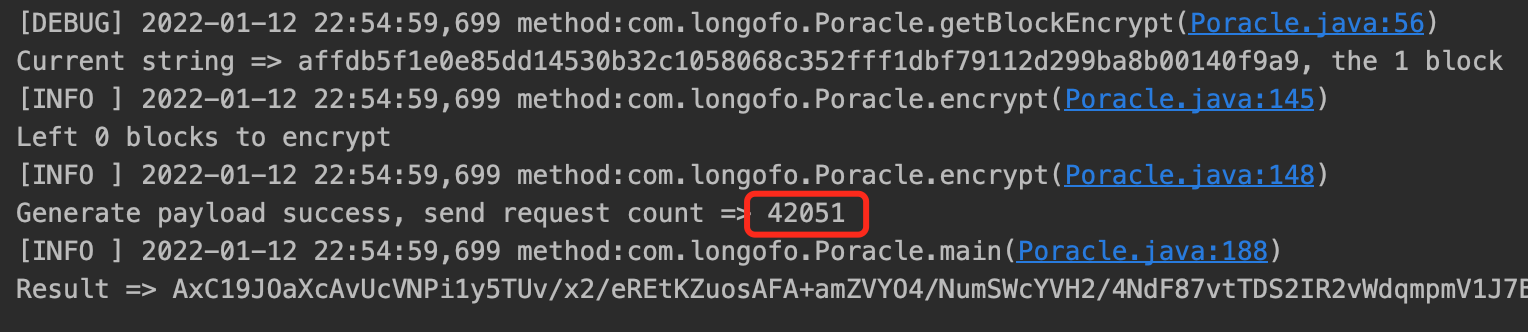 [DEBUG] 2022-01-12 22:54:59,699 method:com.longofo.Poracle.getBlockEncrypt(Poracle.java:56)
Current string => affdb5f1e0e85dd14530b32c1058068c352fff1dbf79112d299ba8b00140f9a9, the 1 block
[INFO ] 2022-01-12 22:54:59,699 method:com.longofo.Poracle.encrypt(Poracle.java:145)
Left 0 blocks to encrypt
[INFO ] 2022-01-12 22:54:59,699 method:com.longofo.Poracle.encrypt(Poracle.java:148)
Generate payload success, send request count => 42051
[INFO ] 2022-01-12 22:54:59,699 method:com.longofo.Poracle.main(Poracle.java:188)
Result => AxC19JOaXcAvUcVNPi1y5TUv/x2/eREtKZuosAFA+amZVYO4/NumSWcYVH2/4NdF87vtTDS2IR2vWdqmpmV1J7E